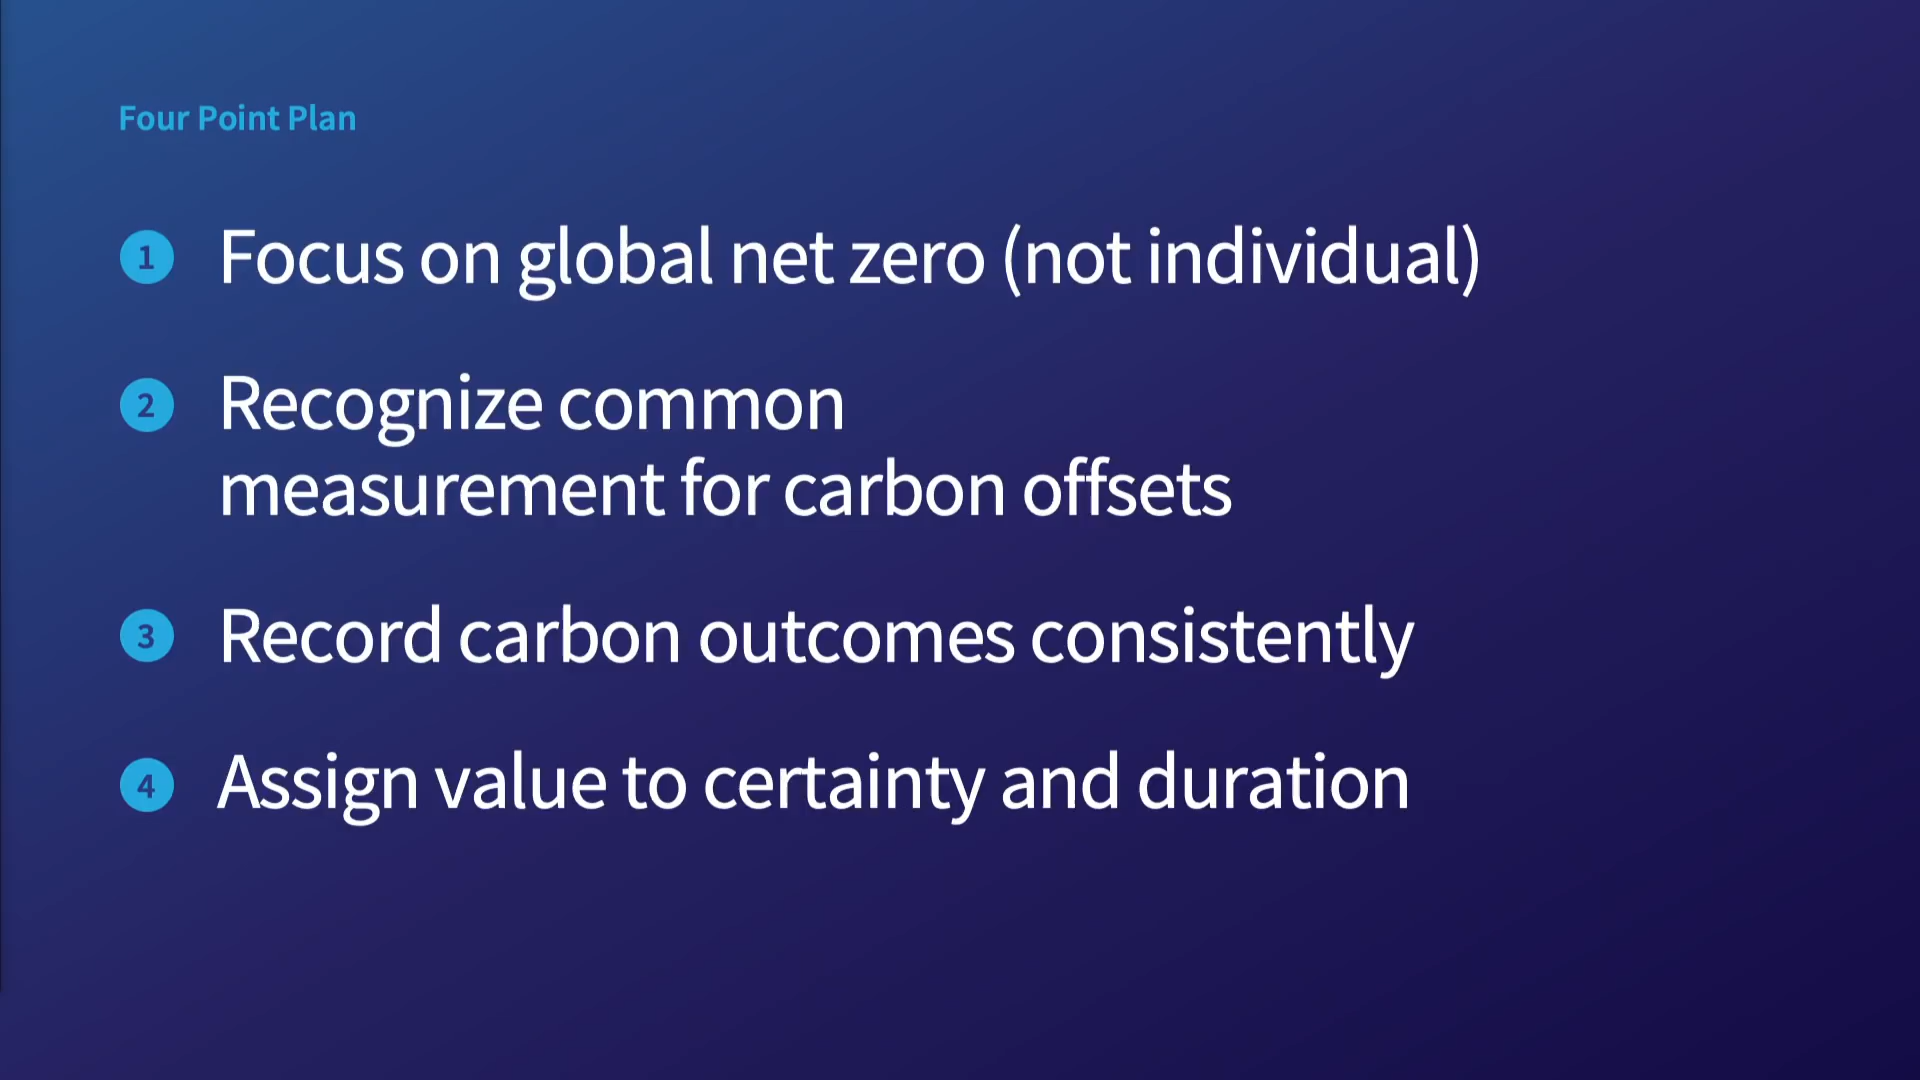 Four Point Plan
1 Focus on global net zero (not individual)
2 Recognize common
measurement for carbon offsets
3 Record carbon outcomes consistently
4 Assign value to certainty and duration